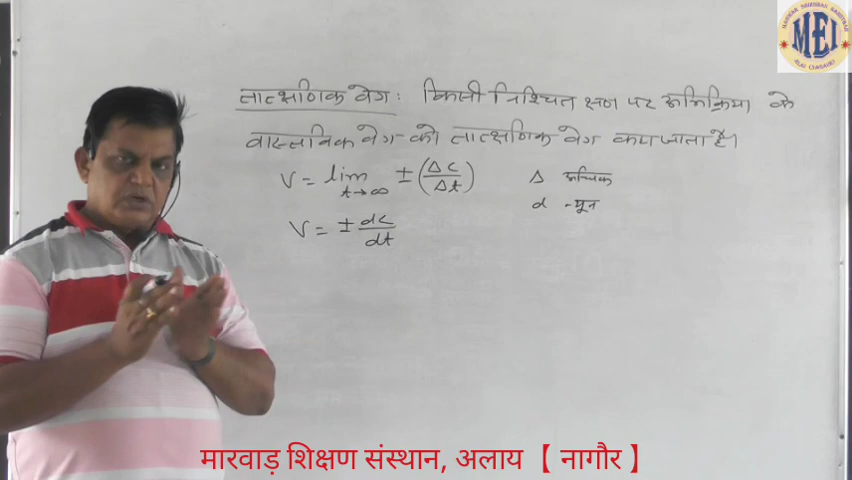 MEI
तात्क्षणिक वेग : किसी निश्चित क्षण पर अभिक्रिया के
वास्तविक वेग को तात्क्षणिक वेग कहा जाता है।
V = lim t→∞ ± (ΔC/Δt)
Δ अधिक
V = ± dc/dt
d - न्यून
मारवाड़ शिक्षण संस्थान, अलाय 【 नागौर 】